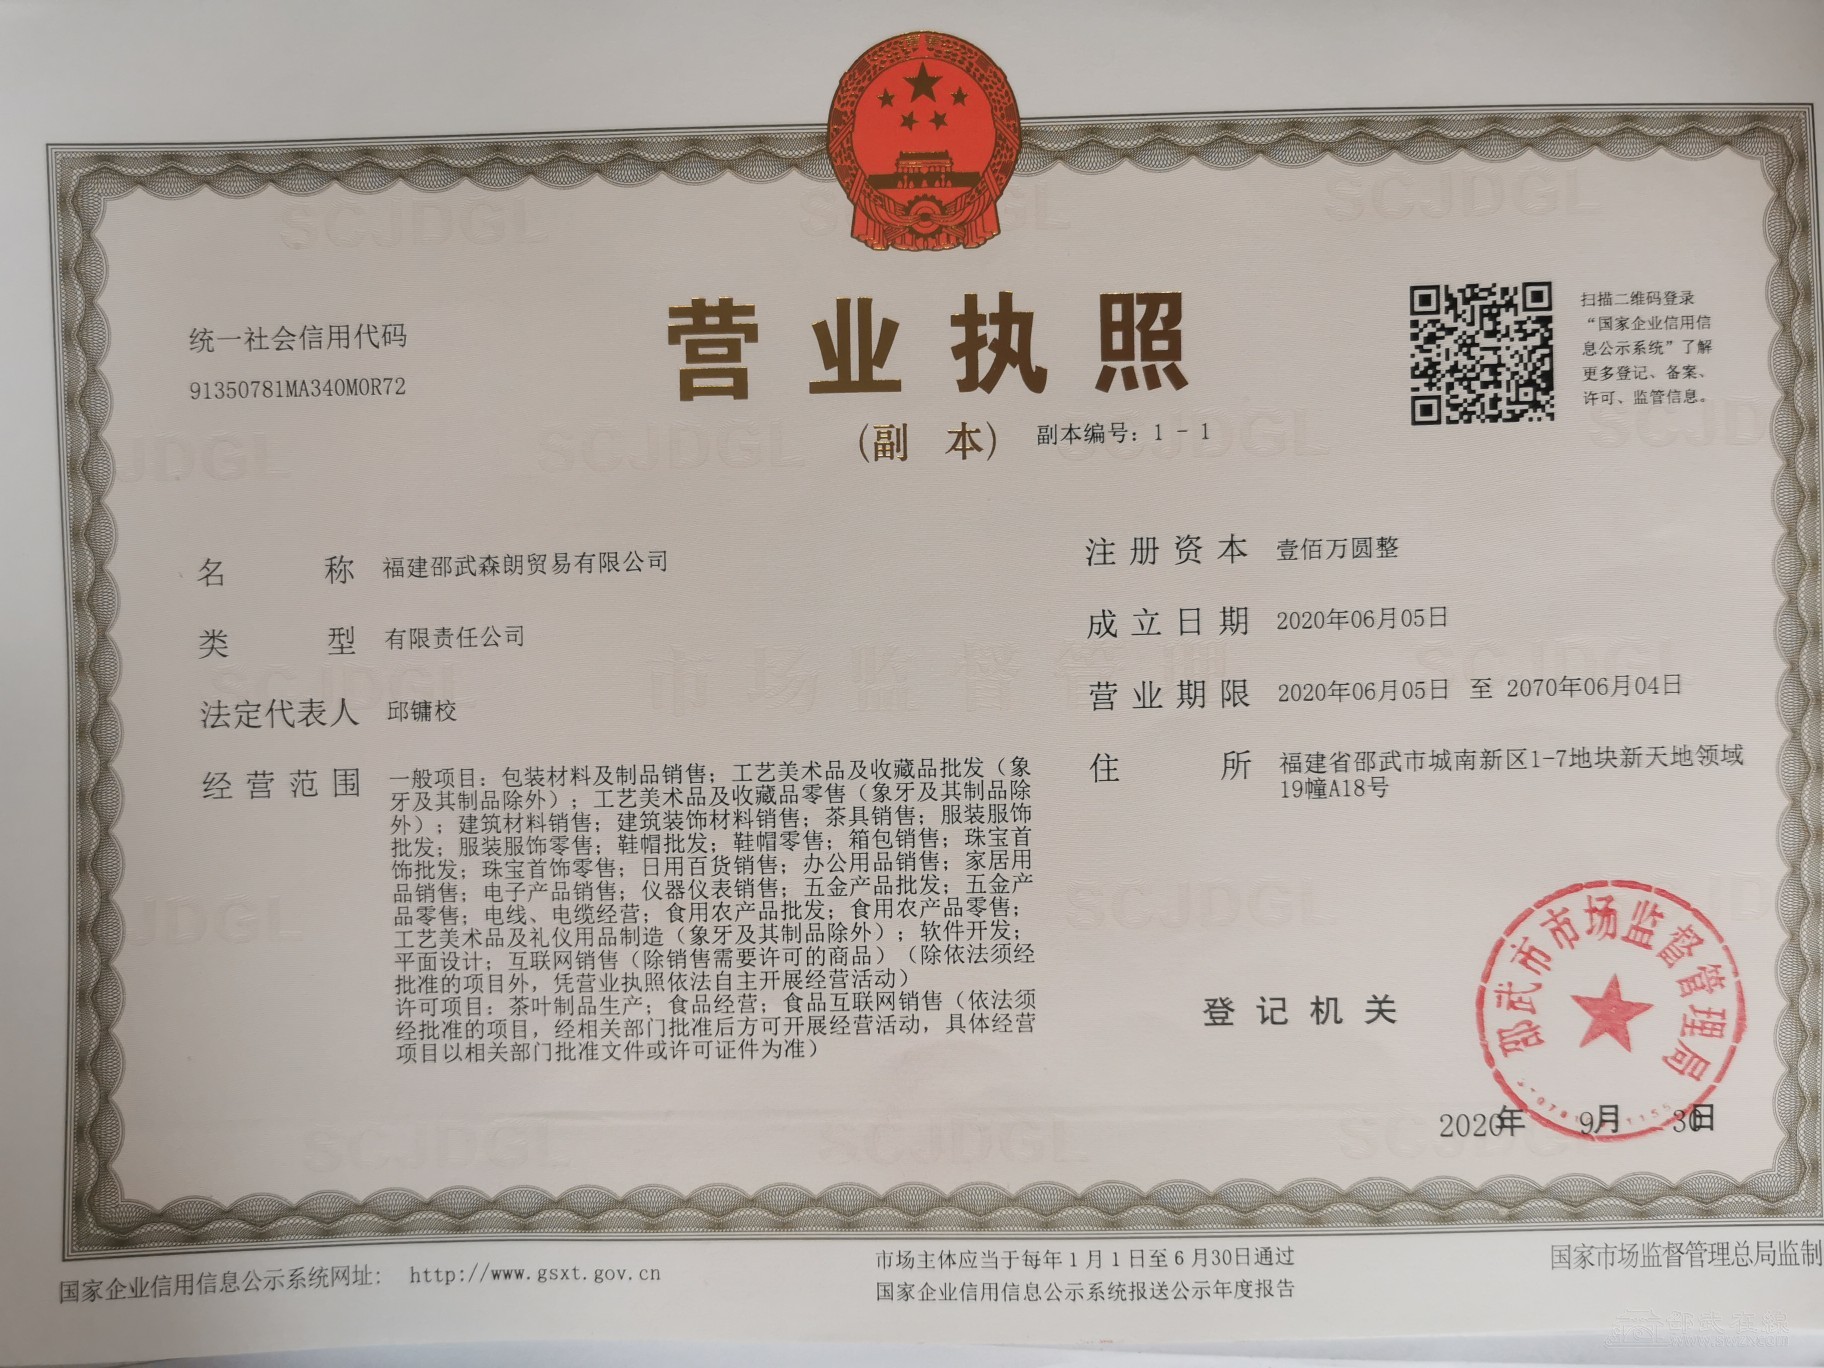 营业执照
(副 本) 副本编号: 1 - 1
统一社会信用代码
91350781MA340M0R72
扫描二维码登录
“国家企业信用信
息公示系统”了解
更多登记、备案、
许可、监管信息。
名称 福建邵武森朗贸易有限公司
类型 有限责任公司
法定代表人 邱镛校
经营范围 一般项目: 包装材料及制品销售; 工艺美术品及收藏品批发 (象
牙及其制品除外) ; 工艺美术品及收藏品零售 (象牙及其制品除
外) ; 建筑材料销售; 建筑装饰材料销售; 茶具销售; 服装服饰
批发; 服装服饰零售; 鞋帽批发; 鞋帽零售; 箱包销售; 珠宝首
饰批发; 珠宝首饰零售; 日用百货销售; 办公用品销售; 家居用
品销售; 电子产品销售; 仪器仪表销售; 五金产品批发; 五金产
品零售; 电线、电缆经营; 食用农产品批发; 食用农产品零售;
工艺美术品及礼仪用品制造 (象牙及其制品除外) ; 软件开发;
平面设计; 互联网销售 (除销售需要许可的商品) (除依法须经
批准的项目外, 凭营业执照依法自主开展经营活动)
许可项目: 茶叶制品生产; 食品经营; 食品互联网销售 (依法须
经批准的项目, 经相关部门批准后方可开展经营活动, 具体经营
项目以相关部门批准文件或许可证件为准)
注册资本 壹佰万圆整
成立日期 2020年06月05日
营业期限 2020年06月05日 至 2070年06月04日
住所 福建省邵武市城南新区1-7地块新天地领域
19幢A18号
登记机关
邵武市市场监督管理局
2020年 9月 30日
国家企业信用信息公示系统网址: http://www.gsxt.gov.cn
市场主体应当于每年1月1日至6月30日通过
国家企业信用信息公示系统报送公示年度报告
国家市场监督管理总局监制